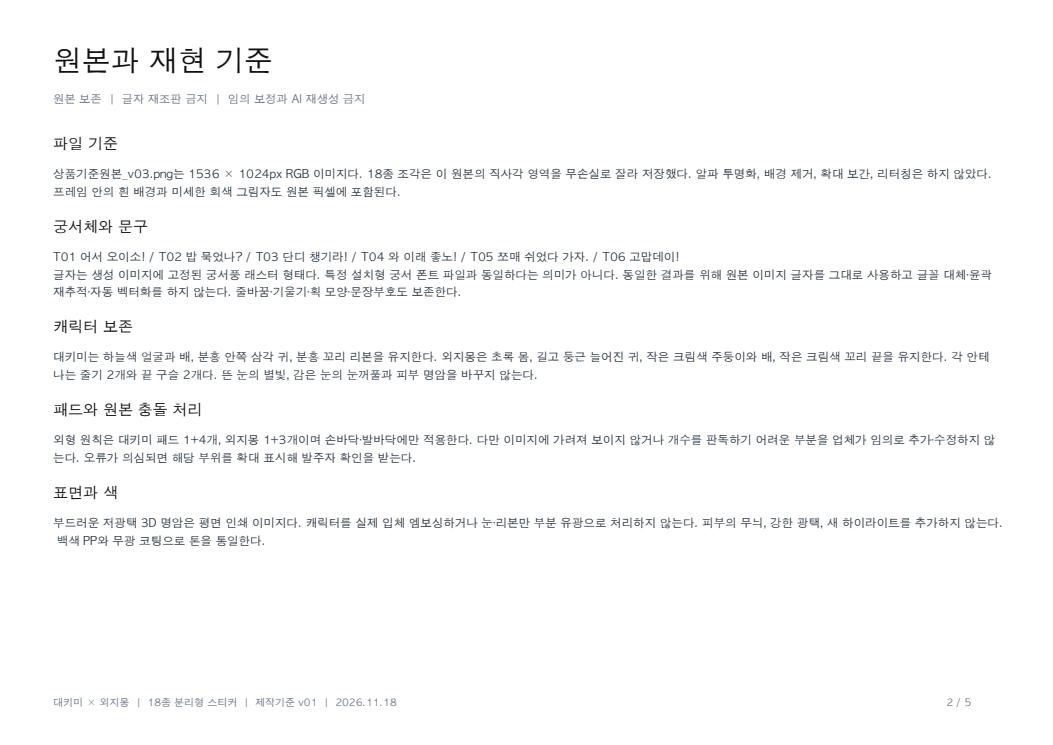 원본과 재현 기준
원본 보존 | 글자 재조판 금지 | 임의 보정과 AI 재생성 금지
파일 기준
상품기준원본_v03.png는 1536 × 1024px RGB 이미지다. 18종 조각은 이 원본의 직사각 영역을 무손실로 잘라 저장했다. 알파 투명화, 배경 제거, 확대 보간, 리터칭은 하지 않았다.
프레임 안의 흰 배경과 미세한 회색 그림자도 원본 픽셀에 포함된다.
궁서체와 문구
T01 어서 오이소! / T02 밥 묵었나? / T03 단디 챙기라! / T04 와 이래 좋노! / T05 쪼매 쉬었다 가자. / T06 고맙데이!
글자는 생성 이미지에 고정된 궁서풍 래스터 형태다. 특정 설치형 궁서 폰트 파일과 동일하다는 의미가 아니다. 동일한 결과를 위해 원본 이미지 글자를 그대로 사용하고 글꼴 대체·윤곽
재추적·자동 벡터화를 하지 않는다. 줄바꿈·기울기·획 모양·문장부호도 보존한다.
캐릭터 보존
대키미는 하늘색 얼굴과 배, 분홍 안쪽 삼각 귀, 분홍 꼬리 리본을 유지한다. 외지몽은 초록 몸, 길고 둥근 늘어진 귀, 작은 크림색 주둥이와 배, 작은 크림색 꼬리 끝을 유지한다. 각 안테
나는 줄기 2개와 끝 구슬 2개다. 뜬 눈의 별빛, 감은 눈의 눈꺼풀과 피부 명암을 바꾸지 않는다.
패드와 원본 충돌 처리
외형 원칙은 대키미 패드 1+4개, 외지몽 1+3개이며 손바닥·발바닥에만 적용한다. 다만 이미지에 가려져 보이지 않거나 개수를 판독하기 어려운 부분을 업체가 임의로 추가·수정하지 않
는다. 오류가 의심되면 해당 부위를 확대 표시해 발주자 확인을 받는다.
표면과 색
부드러운 저광택 3D 명암은 평면 인쇄 이미지다. 캐릭터를 실제 입체 엠보싱하거나 눈·리본만 부분 유광으로 처리하지 않는다. 피부의 무늬, 강한 광택, 새 하이라이트를 추가하지 않는다.
백색 PP와 무광 코팅으로 톤을 통일한다.
대키미 × 외지몽 | 18종 분리형 스티커 | 제작기준 v01 | 2026.11.18
2 / 5